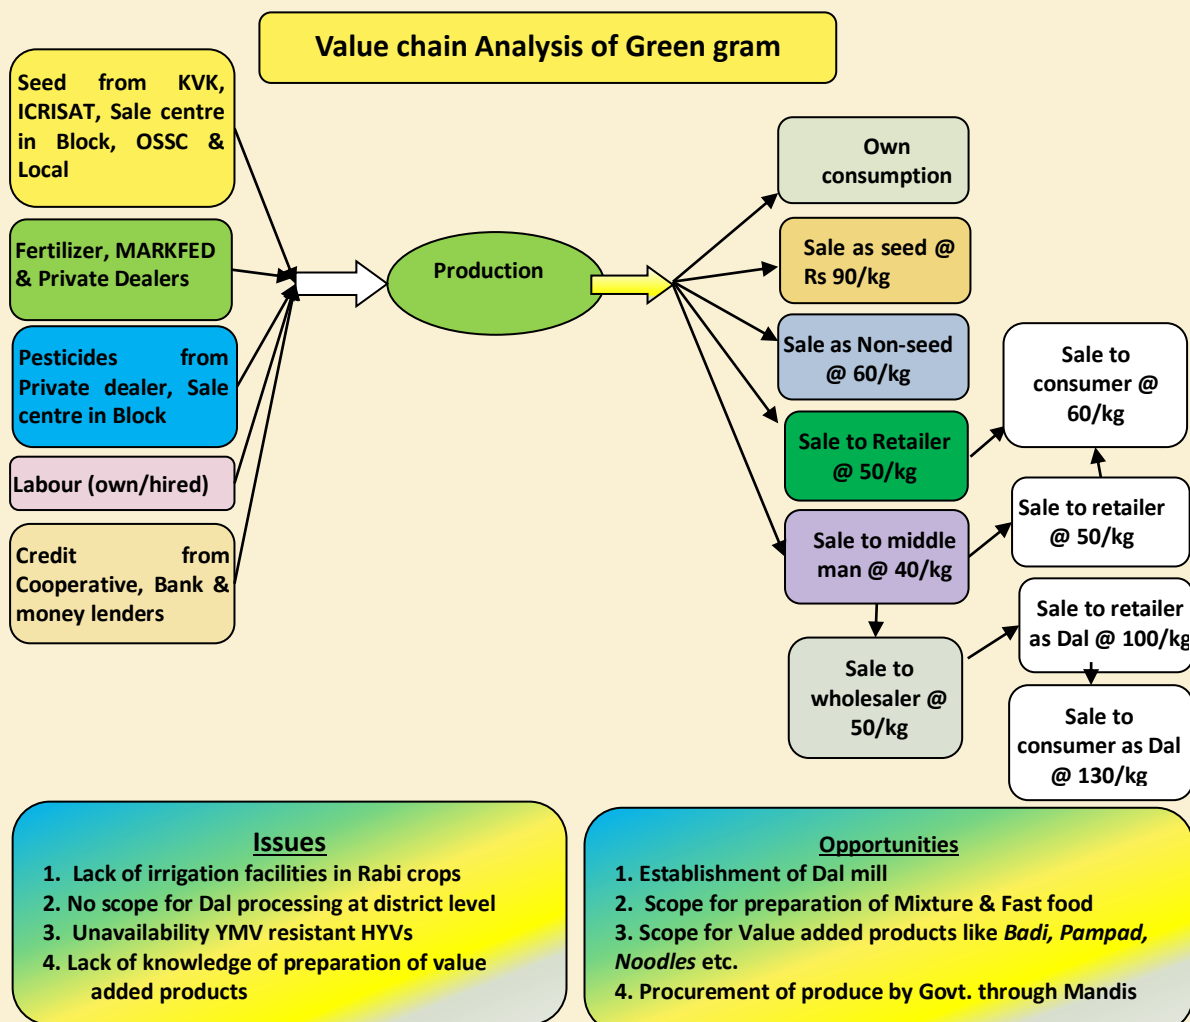 Value chain Analysis of Green gram
Seed from KVK,
ICRISAT, Sale centre
in Block, OSSC &
Local
Fertilizer, MARKFED
& Private Dealers
Pesticides from
Private dealer, Sale
centre in Block
Labour (own/hired)
Credit from
Cooperative, Bank &
money lenders
Production
Own
consumption
Sale as seed @
Rs 90/kg
Sale as Non-seed
@ 60/kg
Sale to Retailer
@ 50/kg
Sale to middle
man @ 40/kg
Sale to
wholesaler @
50/kg
Sale to
consumer @
60/kg
Sale to retailer
@ 50/kg
Sale to retailer
as Dal @ 100/kg
Sale to
consumer as Dal
@ 130/kg
Issues
1. Lack of irrigation facilities in Rabi crops
2. No scope for Dal processing at district level
3. Unavailability YMV resistant HYVs
4. Lack of knowledge of preparation of value
added products
Opportunities
1. Establishment of Dal mill
2. Scope for preparation of Mixture & Fast food
3. Scope for Value added products like Badi, Pampad,
Noodles etc.
4. Procurement of produce by Govt. through Mandis